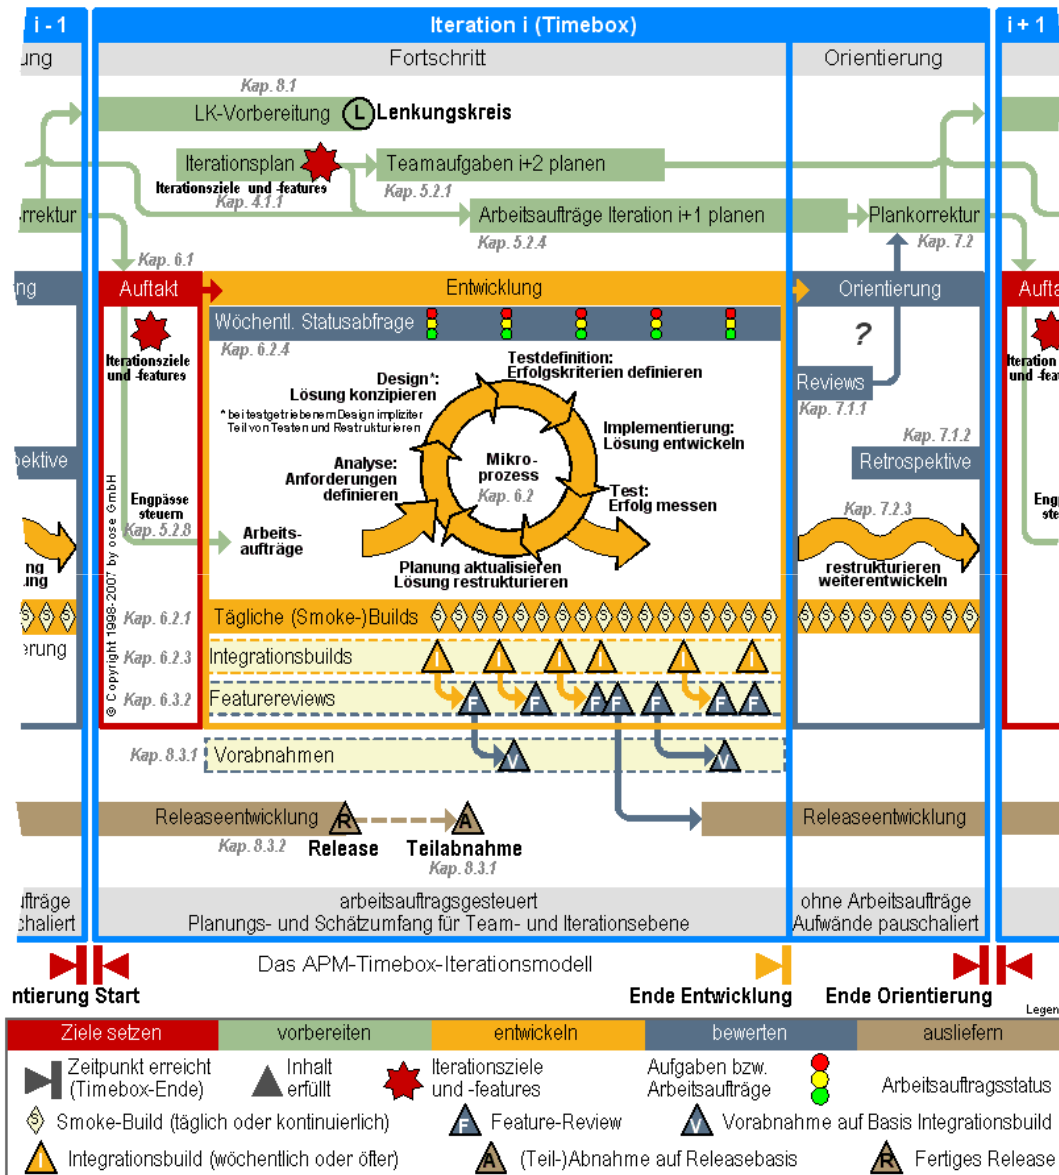 i - 1
Iteration i (Timebox)
i + 1
ung
Fortschritt
Orientierung
Kap. 8.1
LK-Vorbereitung
L
Lenkungskreis
Iterationsplan
Teamaufgaben i+2 planen
Iterationsziele und -features
Kap. 4.1.1
Kap. 5.2.1
rrektur
Arbeitsaufträge Iteration i+1 planen
Plankorrektur
Kap. 5.2.4
Kap. 7.2
Kap. 6.1
ng
Auftakt
Entwicklung
Orientierung
Aufta
Wöchentl. Statusabfrage
Kap. 6.2.4
?
Iterationsziele
und -features
Iteration
und -feat
Testdefinition:
Erfolgskriterien definieren
Design*:
Lösung konzipieren
* bei testgetriebenem Design impliziter
Teil von Testen und Restrukturieren
Reviews
Kap. 7.1.1
Implementierung:
Lösung entwickeln
Kap. 7.1.2
pektive
Retrospektive
Analyse:
Anforderungen
definieren
Mikro-
prozess
Kap. 6.2
Test:
Erfolg messen
Engpässe
steuern
Kap. 5.2.8
Engp
ste
Kap. 7.2.3
Arbeits-
aufträge
Planung aktualisieren
Lösung restrukturieren
restrukturieren
weiterentwickeln
ng
ung
© Copyright 1998-2007 by oose GmbH
S S S
Kap. 6.2.1
Tägliche (Smoke-)Builds
S S S S S S S S S S S S S S S S S
S S S S S S S S S
erung
Kap. 6.2.3
Integrationsbuilds
I I I I I I
Kap. 6.3.2
Featurereviews
F F F F F F F
Kap. 8.3.1
Vorabnahmen
V V
Releaseentwicklung
R
A
Releaseentwicklung
Kap. 8.3.2
Release
Teilabnahme
Kap. 8.3.1
ufträge
chaliert
arbeitsauftragsgesteuert
Planungs- und Schätzumfang für Team- und Iterationsebene
ohne Arbeitsaufträge
Aufwände pauschaliert
Das APM-Timebox-Iterationsmodell
ntierung
Start
Ende Entwicklung
Ende Orientierung
Legen
Ziele setzen
vorbereiten
entwickeln
bewerten
ausliefern
Zeitpunkt erreicht
(Timebox-Ende)
Inhalt
erfüllt
Iterationsziele
und -features
Aufgaben bzw.
Arbeitsaufträge
Arbeitsauftragsstatus
S Smoke-Build (täglich oder kontinuierlich)
F Feature-Review
V Vorabnahme auf Basis Integrationsbuild
I Integrationsbuild (wöchentlich oder öfter)
A (Teil-)Abnahme auf Releasebasis
R Fertiges Release